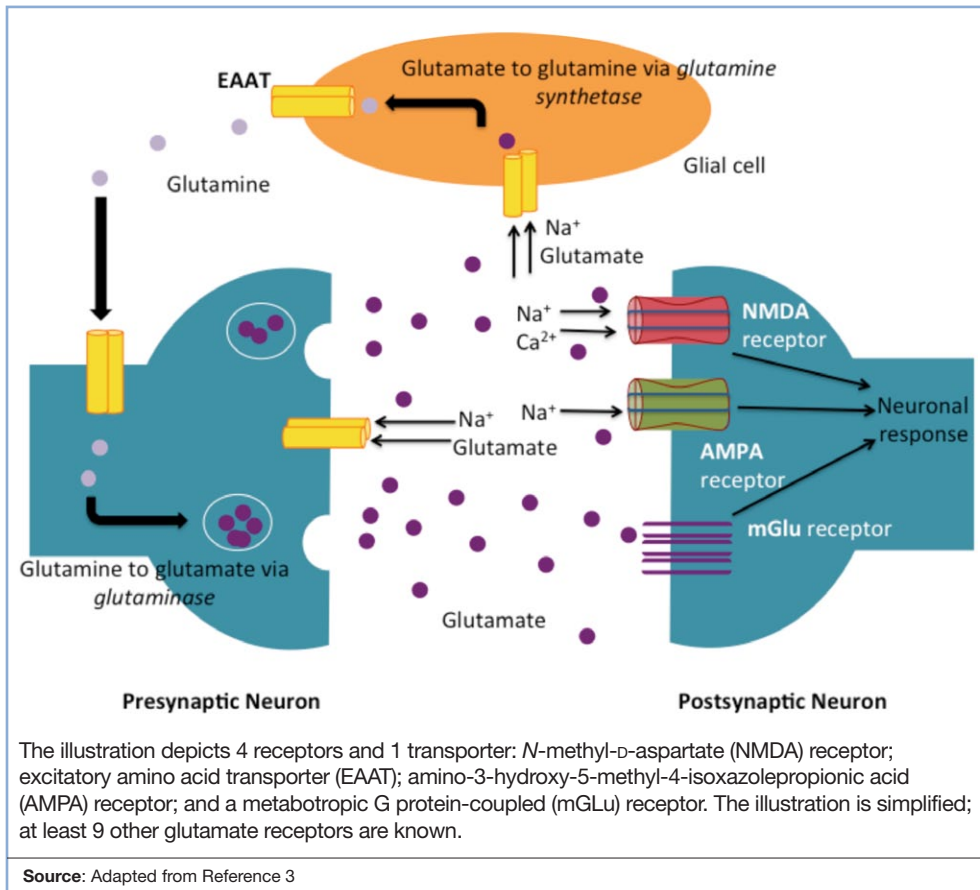 EAAT
Glutamate to glutamine via glutamine
synthetase
Glial cell
Glutamine
Na⁺
Glutamate
Na⁺
Ca²⁺
NMDA
receptor
Na⁺
Glutamate
Na⁺
AMPA
receptor
Neuronal
response
mGlu receptor
Glutamine to glutamate via
glutaminase
Glutamate
Presynaptic Neuron
Postsynaptic Neuron
The illustration depicts 4 receptors and 1 transporter: N-methyl-D-aspartate (NMDA) receptor;
excitatory amino acid transporter (EAAT); amino-3-hydroxy-5-methyl-4-isoxazolepropionic acid
(AMPA) receptor; and a metabotropic G protein-coupled (mGLu) receptor. The illustration is simplified;
at least 9 other glutamate receptors are known.
Source: Adapted from Reference 3